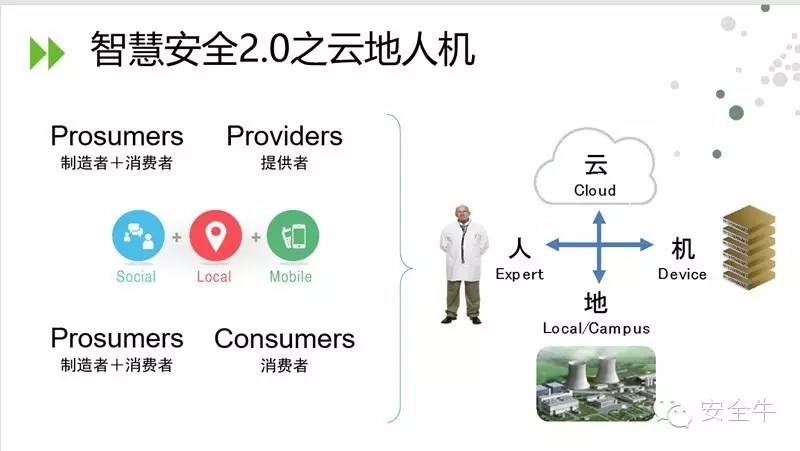 智慧安全2.0之云地人机
Prosumers
制造者＋消费者
Providers
提供者
Social + Local + Mobile
Prosumers
制造者＋消费者
Consumers
消费者
云
Cloud
人
Expert
机
Device
地
Local/Campus
安全牛